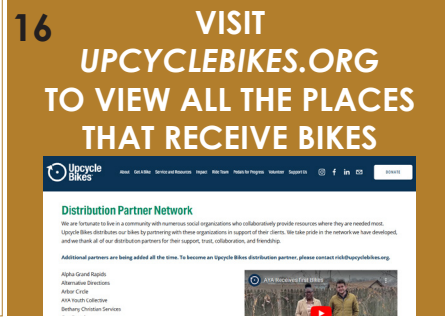 16
VISIT
UPCYCLEBIKES.ORG
TO VIEW ALL THE PLACES
THAT RECEIVE BIKES
Upcycle Bikes
About Get A Bike Service and Resources Impact Ride Team Pedals for Progress Volunteer Support Us DONATE
Distribution Partner Network
We are fortunate to live in a community with numerous social organizations who collaboratively provide resources where they are needed most.
Upcycle Bikes distributes our bikes by partnering with these organizations in support of their clients. We take pride in the network we have developed,
and we thank all of our distribution partners for their support, trust, collaboration, and friendship.
Additional partners are being added all the time. To become an Upcycle Bikes distribution partner, please contact rick@upcyclebikes.org.
Alpha Grand Rapids
Alternative Directions
Arbor Circle
AYA Youth Collective
Bethany Christian Services
AYA Receives First Bikes